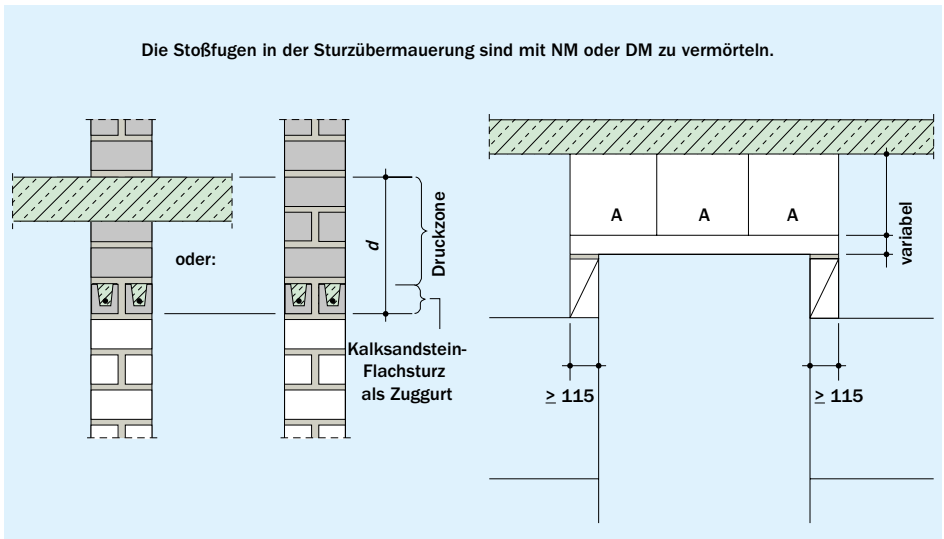 Die Stoßfugen in der Sturzübermauerung sind mit NM oder DM zu vermörteln.
oder:
d
Druckzone
Kalksandstein-
Flachsturz
als Zuggurt
A A A
variabel
≥ 115
≥ 115